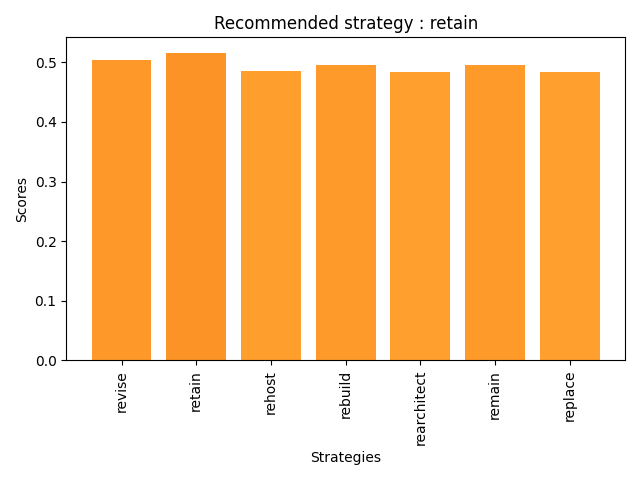 Recommended strategy : retain
Scores
0.5
0.4
0.3
0.2
0.1
0.0
revise
retain
rehost
rebuild
rearchitect
remain
replace
Strategies